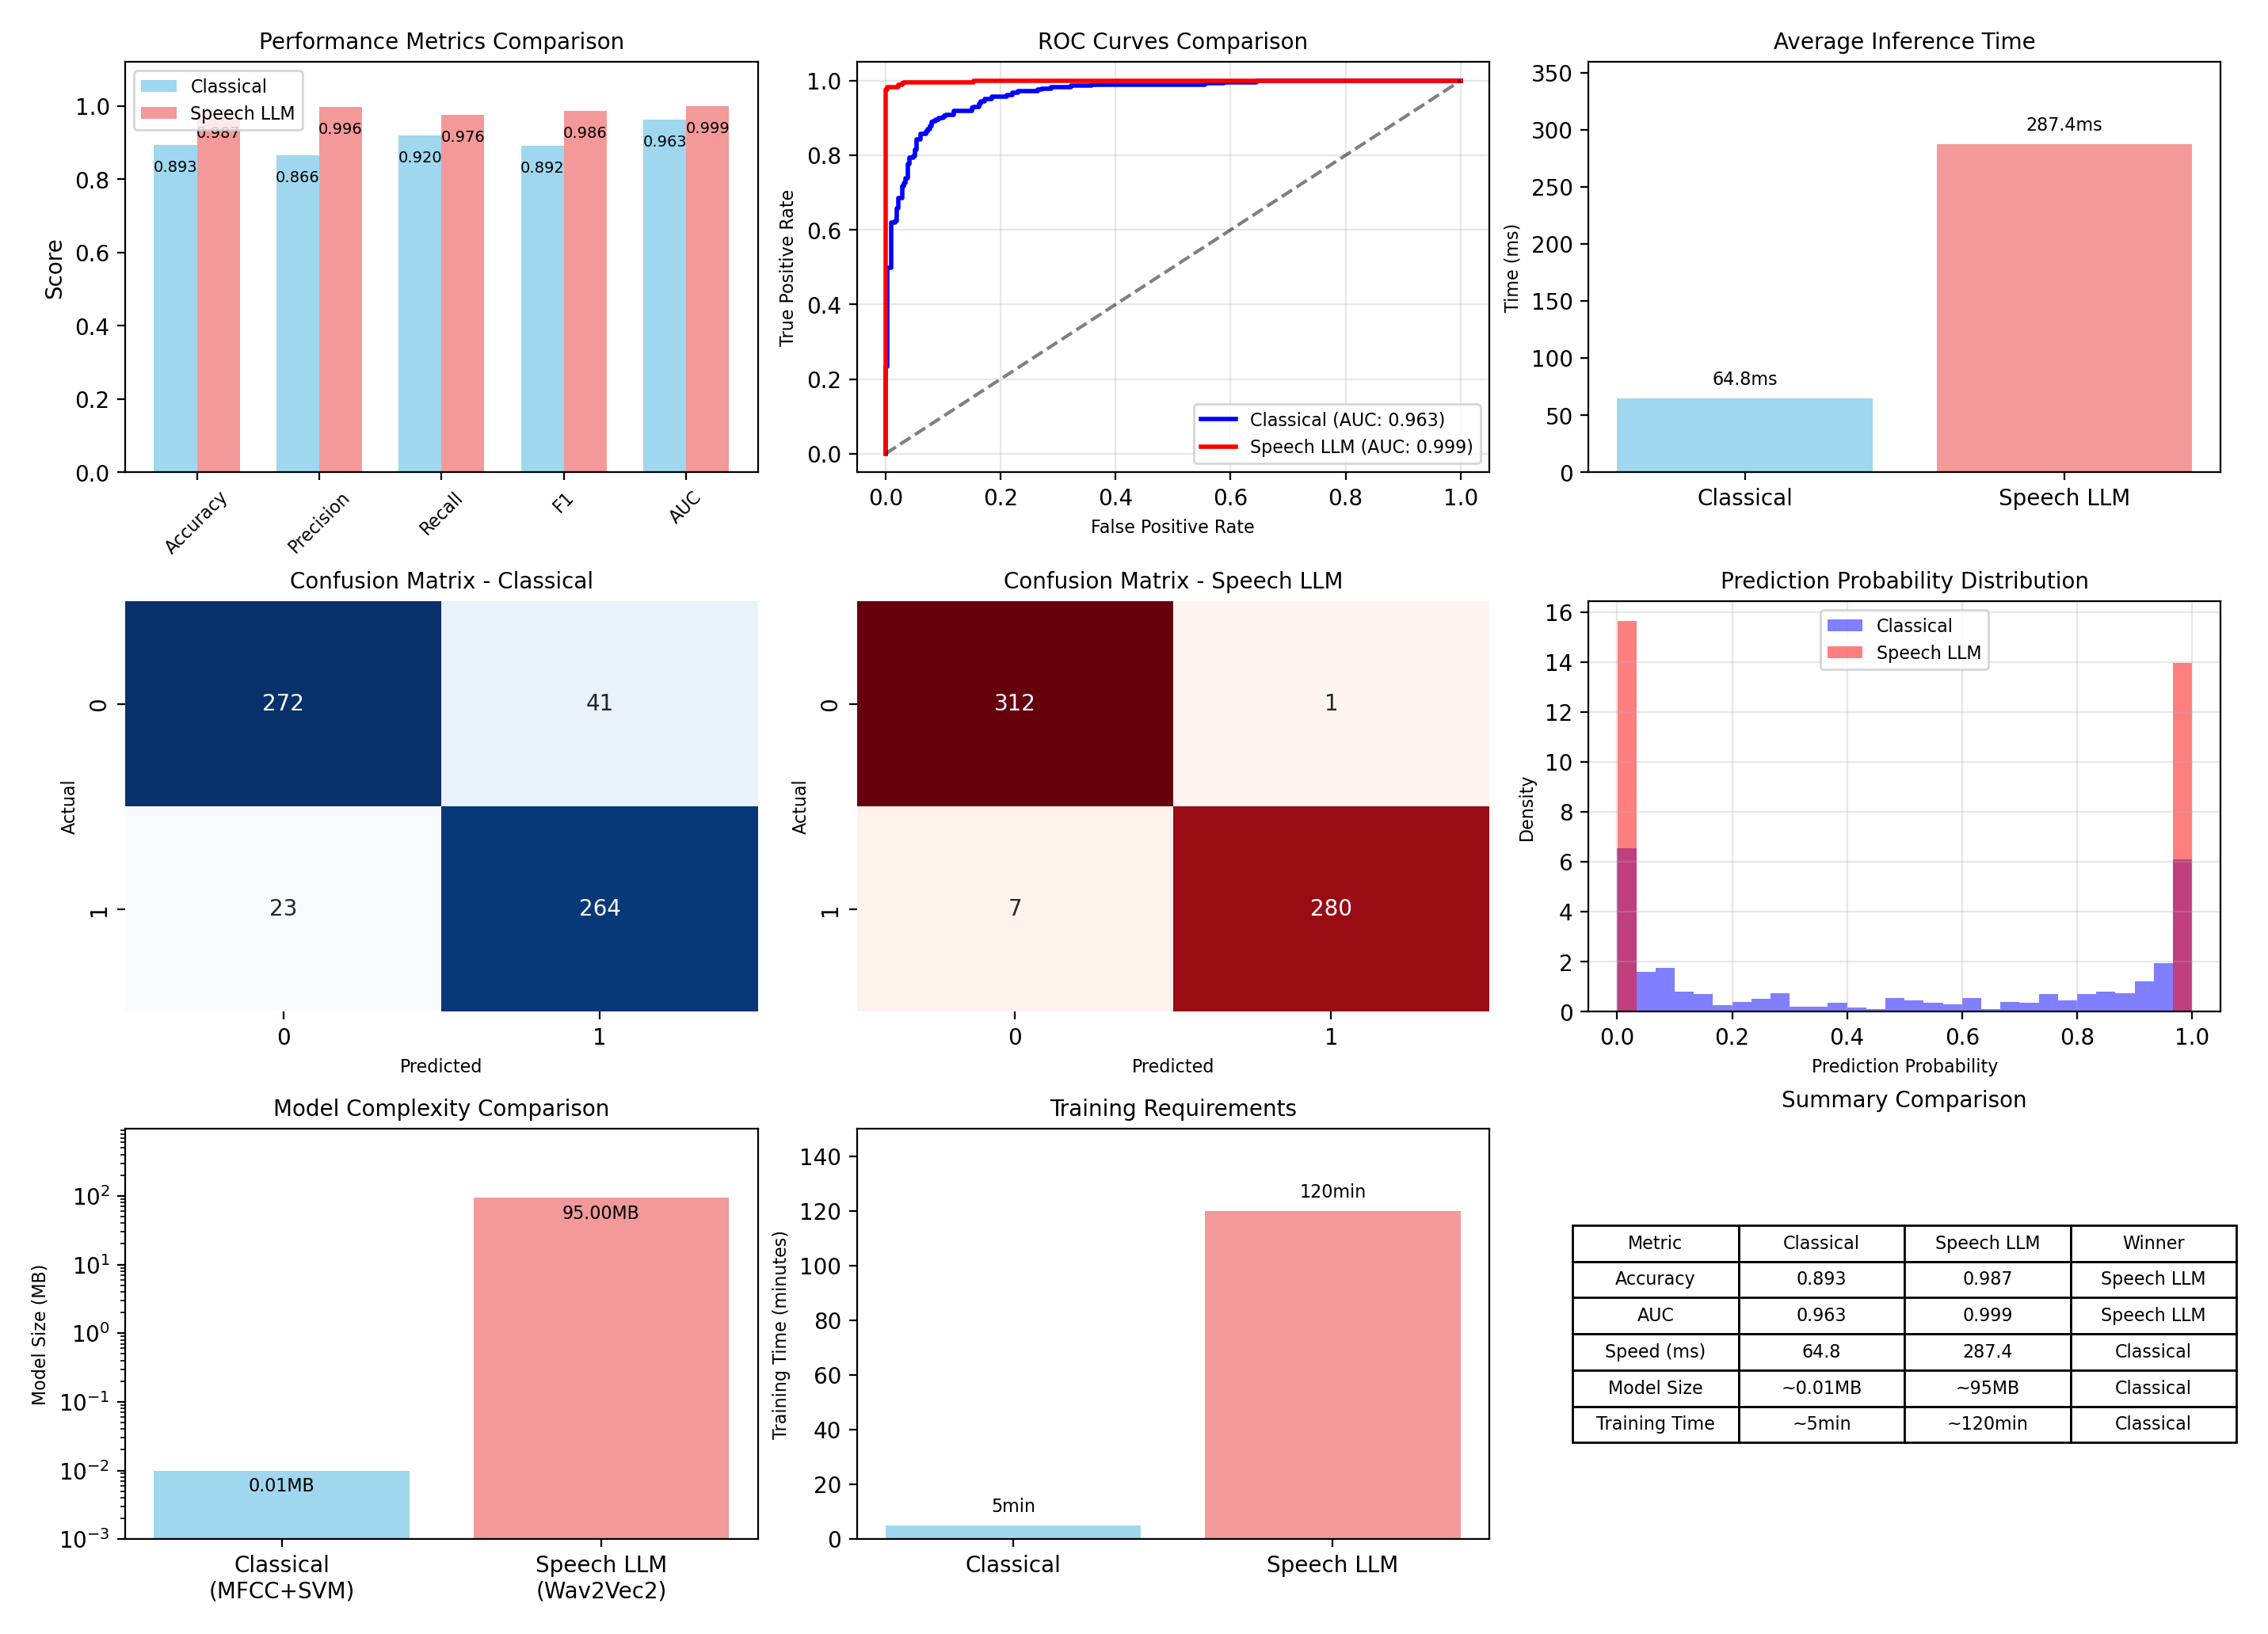 Performance Metrics Comparison
Classical
Speech LLM
Score
1.0
0.8
0.6
0.4
0.2
0.0
0.893
0.987
0.866
0.996
0.920
0.976
0.892
0.986
0.963
0.999
Accuracy
Precision
Recall
F1
AUC
ROC Curves Comparison
True Positive Rate
1.0
0.8
0.6
0.4
0.2
0.0
Classical (AUC: 0.963)
Speech LLM (AUC: 0.999)
0.0 0.2 0.4 0.6 0.8 1.0
False Positive Rate
Average Inference Time
Time (ms)
350
300
250
200
150
100
50
0
64.8ms
287.4ms
Classical Speech LLM
Confusion Matrix - Classical
Actual
0
1
272 41
23 264
0 1
Predicted
Confusion Matrix - Speech LLM
Actual
0
1
312 1
7 280
0 1
Predicted
Prediction Probability Distribution
Classical
Speech LLM
Density
16
14
12
10
8
6
4
2
0
0.0 0.2 0.4 0.6 0.8 1.0
Prediction Probability
Model Complexity Comparison
Model Size (MB)
10²
10¹
10⁰
10⁻¹
10⁻²
10⁻³
0.01MB
95.00MB
Classical
(MFCC+SVM)
Speech LLM
(Wav2Vec2)
Training Requirements
Training Time (minutes)
140
120
100
80
60
40
20
0
5min
120min
Classical Speech LLM
Summary Comparison
Metric Classical Speech LLM Winner
Accuracy 0.893 0.987 Speech LLM
AUC 0.963 0.999 Speech LLM
Speed (ms) 64.8 287.4 Classical
Model Size ~0.01MB ~95MB Classical
Training Time ~5min ~120min Classical